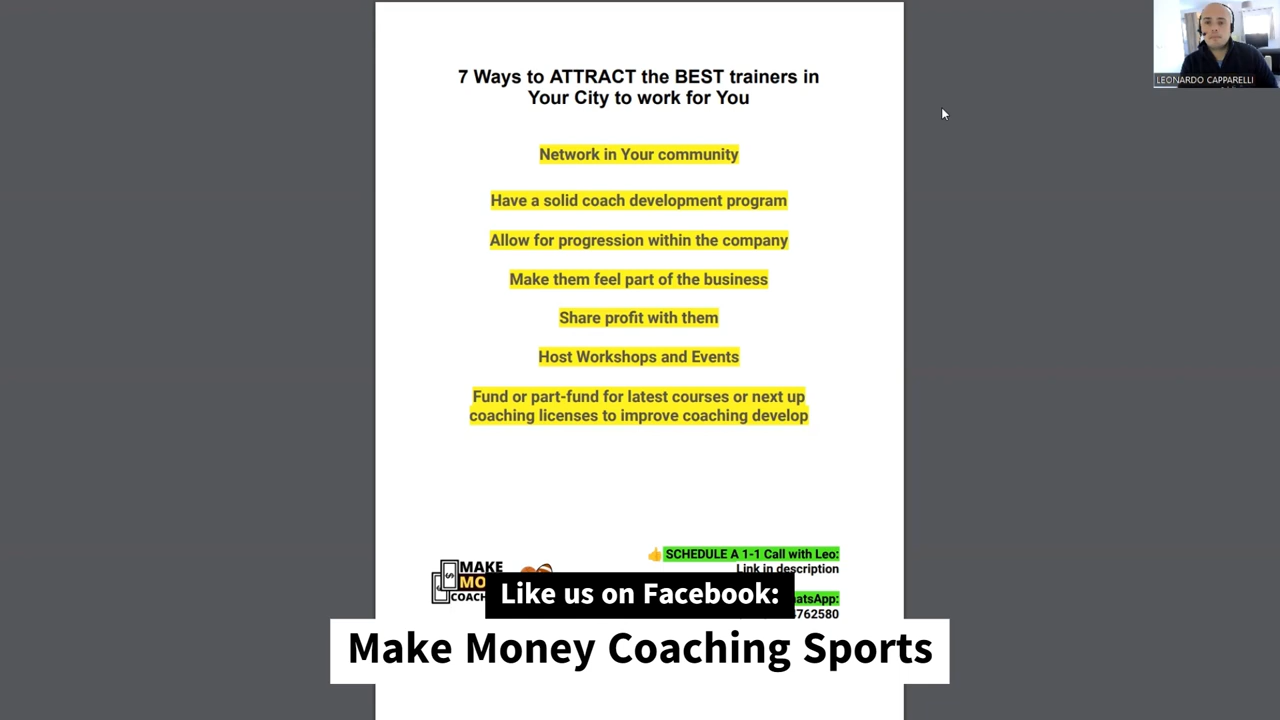 LEONARDO CAPPARELLI
7 Ways to ATTRACT the BEST trainers in
Your City to work for You
Network in Your community
Have a solid coach development program
Allow for progression within the company
Make them feel part of the business
Share profit with them
Host Workshops and Events
Fund or part-fund for latest courses or next up
coaching licenses to improve coaching develop
SCHEDULE A 1-1 Call with Leo:
Link in description
MAKE
Like us on Facebook:
Make Money Coaching Sports